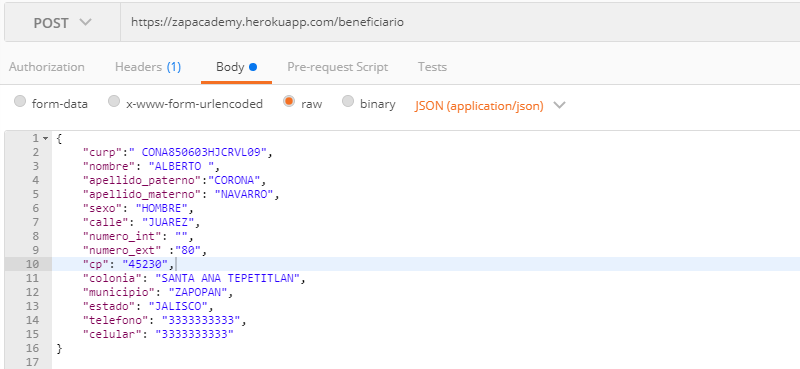 POST https://zapacademy.herokuapp.com/beneficiario
Authorization Headers (1) Body Pre-request Script Tests
form-data x-www-form-urlencoded raw binary JSON (application/json)
1 {
2 "curp":" CONA850603HJCRVL09",
3 "nombre": "ALBERTO ",
4 "apellido_paterno":"CORONA",
5 "apellido_materno": "NAVARRO",
6 "sexo": "HOMBRE",
7 "calle": "JUAREZ",
8 "numero_int": "",
9 "numero_ext" :"80",
10 "cp": "45230",
11 "colonia": "SANTA ANA TEPETITLAN",
12 "municipio": "ZAPOPAN",
13 "estado": "JALISCO",
14 "telefono": "3333333333",
15 "celular": "3333333333"
16 }
17